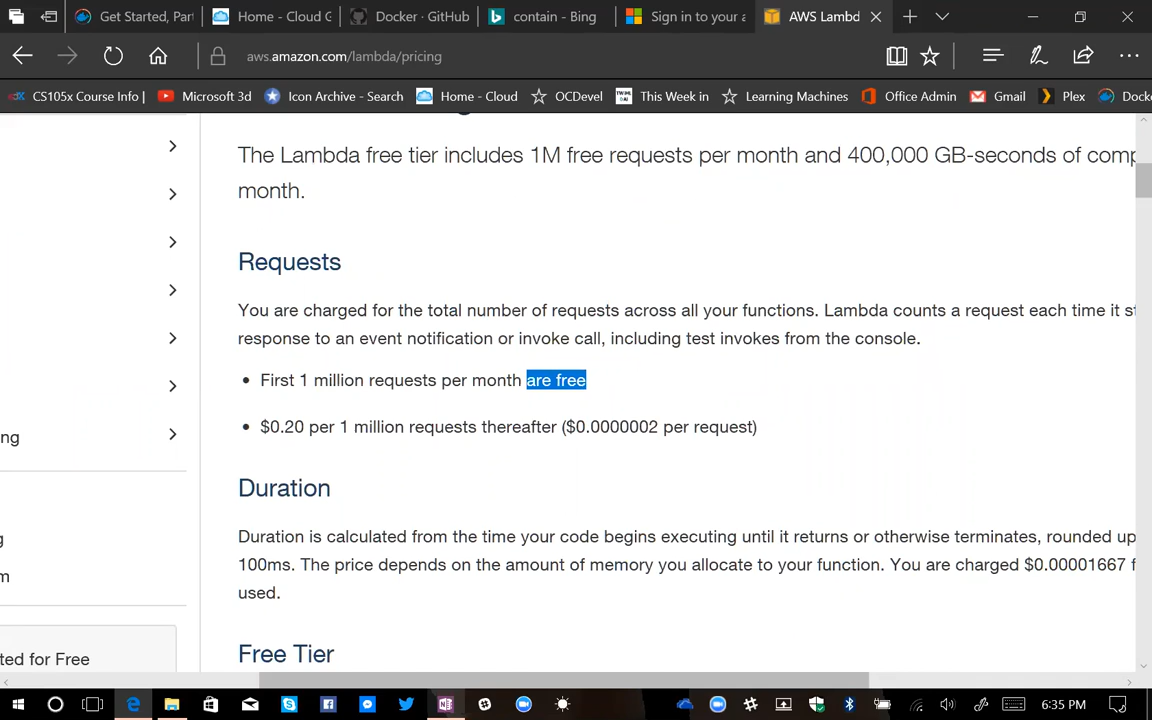 Get Started, Part
Home - Cloud G
Docker · GitHub
contain - Bing
Sign in to your a
AWS Lambd
aws.amazon.com/lambda/pricing
CS105x Course Info |
Microsoft 3d
Icon Archive - Search
Home - Cloud
OCDevel
This Week in
Learning Machines
Office Admin
Gmail
Plex
Docke
The Lambda free tier includes 1M free requests per month and 400,000 GB-seconds of comp
month.
Requests
You are charged for the total number of requests across all your functions. Lambda counts a request each time it st
response to an event notification or invoke call, including test invokes from the console.
• First 1 million requests per month are free
• $0.20 per 1 million requests thereafter ($0.0000002 per request)
ng
Duration
Duration is calculated from the time your code begins executing until it returns or otherwise terminates, rounded up
100ms. The price depends on the amount of memory you allocate to your function. You are charged $0.00001667 f
used.
m
Free Tier
ted for Free
6:35 PM